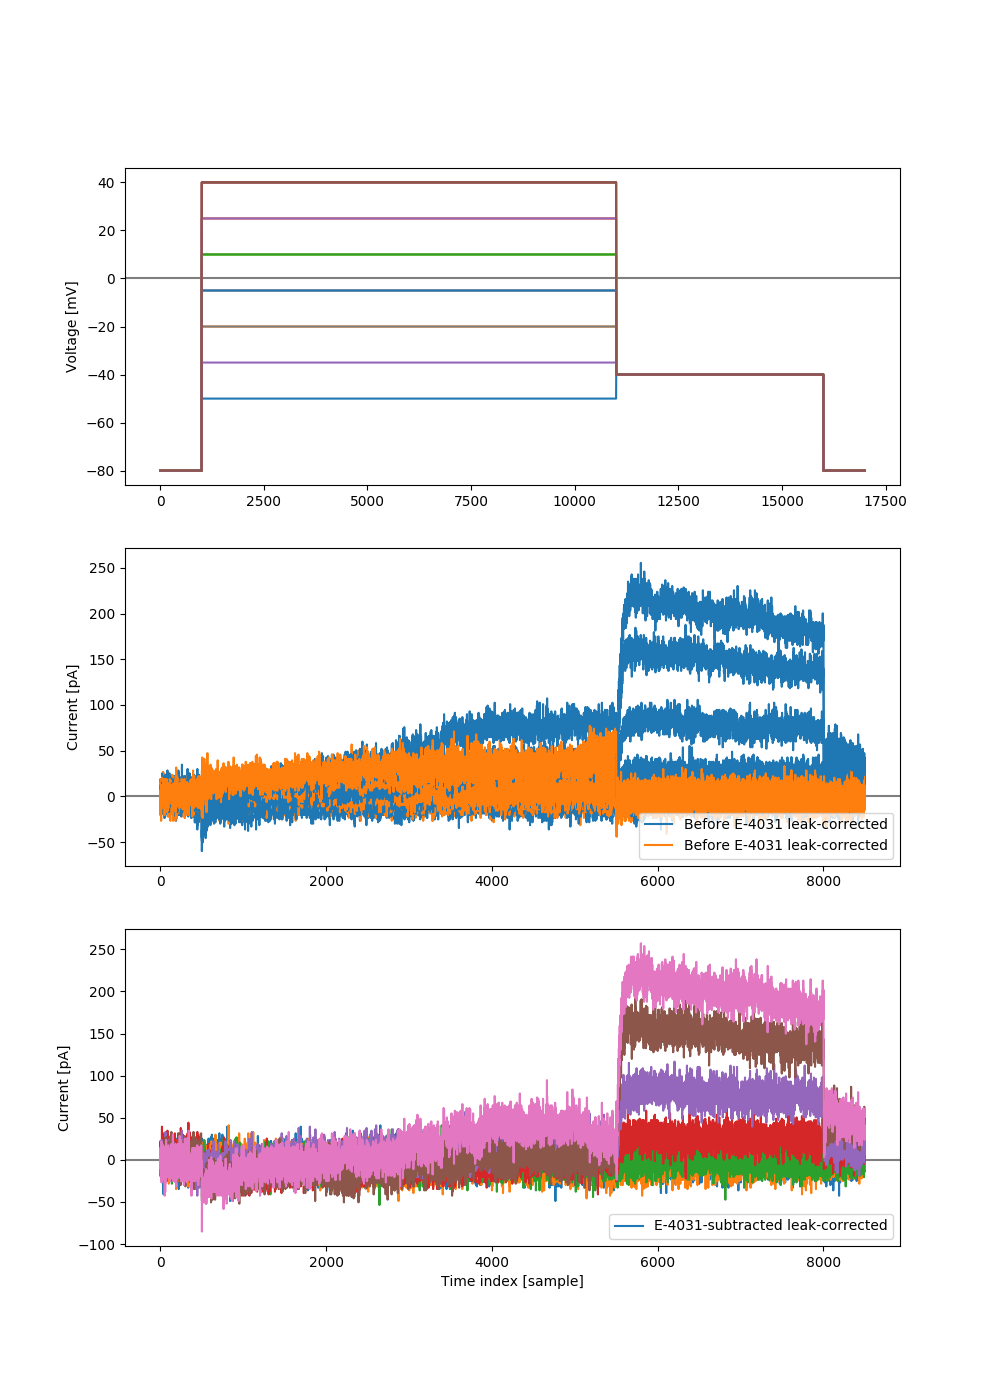 40
20
0
−20
−40
−60
−80
Voltage [mV]
0 2500 5000 7500 10000 12500 15000 17500
250
200
150
100
50
0
−50
Current [pA]
Before E-4031 leak-corrected
Before E-4031 leak-corrected
0 2000 4000 6000 8000
250
200
150
100
50
0
−50
−100
Current [pA]
E-4031-subtracted leak-corrected
0 2000 4000 6000 8000
Time index [sample]